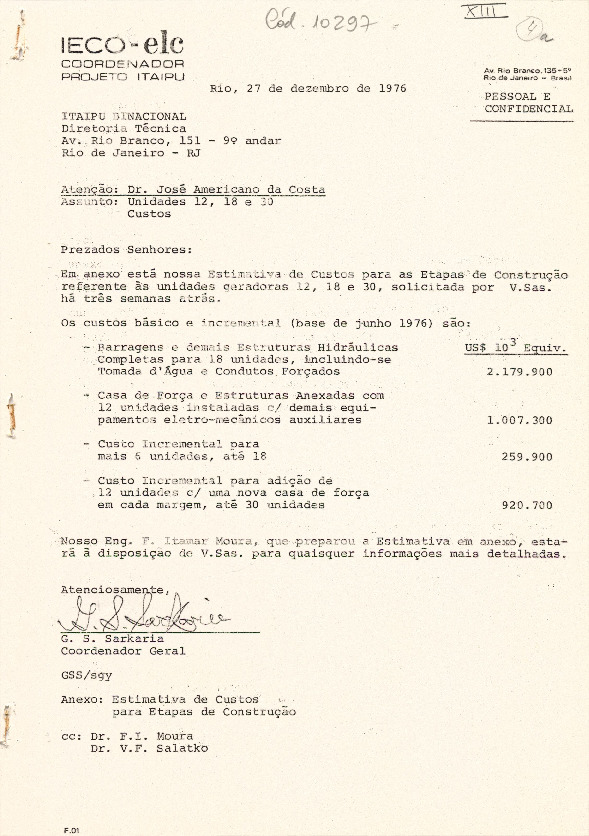 Cód. 10297
XIII
IECO-elc
COORDENADOR
PROJETO ITAIPU
Av. Rio Branco, 135-5º
Rio de Janeiro - Brasil
Rio, 27 de dezembro de 1976
PESSOAL E
CONFIDENCIAL
ITAIPU BINACIONAL
Diretoria Técnica
Av. Rio Branco, 151 - 9º andar
Rio de Janeiro - RJ
Atenção: Dr. José Americano da Costa
Assunto: Unidades 12, 18 e 30
Custos
Prezados Senhores:
Em anexo está nossa Estimativa de Custos para as Etapas de Construção
referente às unidades geradoras 12, 18 e 30, solicitada por V.Sas.
há três semanas atrás.
Os custos básico e incremental (base de junho 1976) são:
- Barragens e demais Estruturas Hidráulicas US$ 10³ Equiv.
Completas para 18 unidades, incluindo-se
Tomada d'Água e Condutos Forçados 2.179.900
- Casa de Força e Estruturas Anexadas com
12 unidades instaladas c/ demais equi-
pamentos eletro-mecânicos auxiliares 1.007.300
- Custo Incremental para
mais 6 unidades, até 18 259.900
- Custo Incremental para adição de
12 unidades c/ uma nova casa de força
em cada margem, até 30 unidades 920.700
Nosso Eng. F. Itamar Moura, que preparou a Estimativa em anexo, esta-
rá à disposição de V.Sas. para quaisquer informações mais detalhadas.
Atenciosamente,
G. S. Sarkaria
G. S. Sarkaria
Coordenador Geral
GSS/sgy
Anexo: Estimativa de Custos
para Etapas de Construção
cc: Dr. F.I. Moura
Dr. V.F. Salatko
F.01